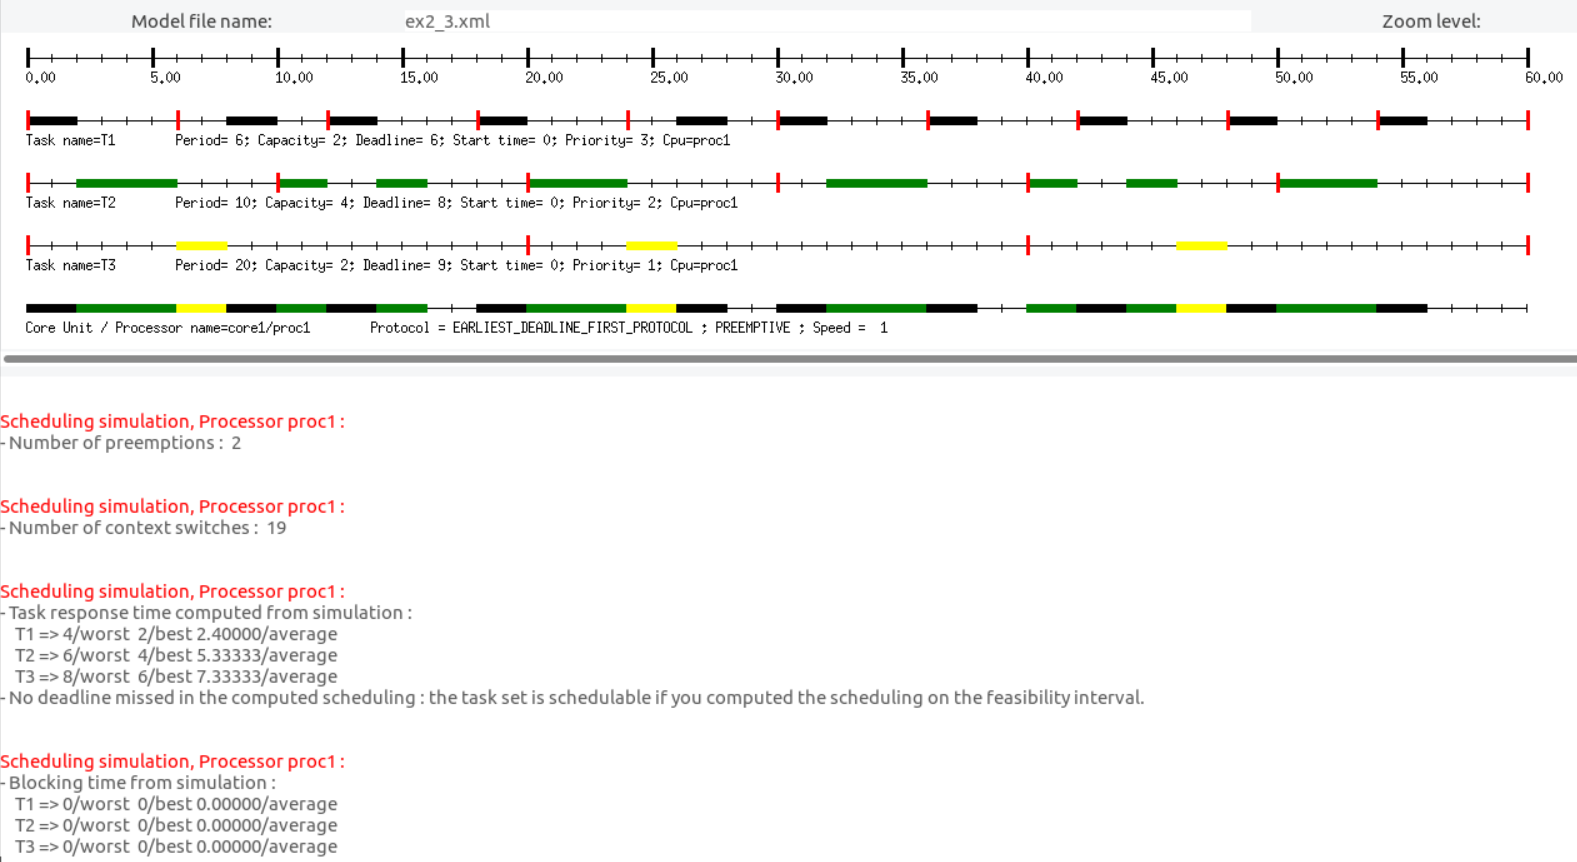 Model file name: ex2_3.xml Zoom level:
0.00 5.00 10.00 15.00 20.00 25.00 30.00 35.00 40.00 45.00 50.00 55.00 60.00
Task name=T1 Period= 6; Capacity= 2; Deadline= 6; Start time= 0; Priority= 3; Cpu=proc1
Task name=T2 Period= 10; Capacity= 4; Deadline= 8; Start time= 0; Priority= 2; Cpu=proc1
Task name=T3 Period= 20; Capacity= 2; Deadline= 9; Start time= 0; Priority= 1; Cpu=proc1
Core Unit / Processor name=core1/proc1 Protocol = EARLIEST_DEADLINE_FIRST_PROTOCOL ; PREEMPTIVE ; Speed = 1
Scheduling simulation, Processor proc1 :
- Number of preemptions : 2
Scheduling simulation, Processor proc1 :
- Number of context switches : 19
Scheduling simulation, Processor proc1 :
- Task response time computed from simulation :
T1 => 4/worst 2/best 2.40000/average
T2 => 6/worst 4/best 5.33333/average
T3 => 8/worst 6/best 7.33333/average
- No deadline missed in the computed scheduling : the task set is schedulable if you computed the scheduling on the feasibility interval.
Scheduling simulation, Processor proc1 :
- Blocking time from simulation :
T1 => 0/worst 0/best 0.00000/average
T2 => 0/worst 0/best 0.00000/average
T3 => 0/worst 0/best 0.00000/average